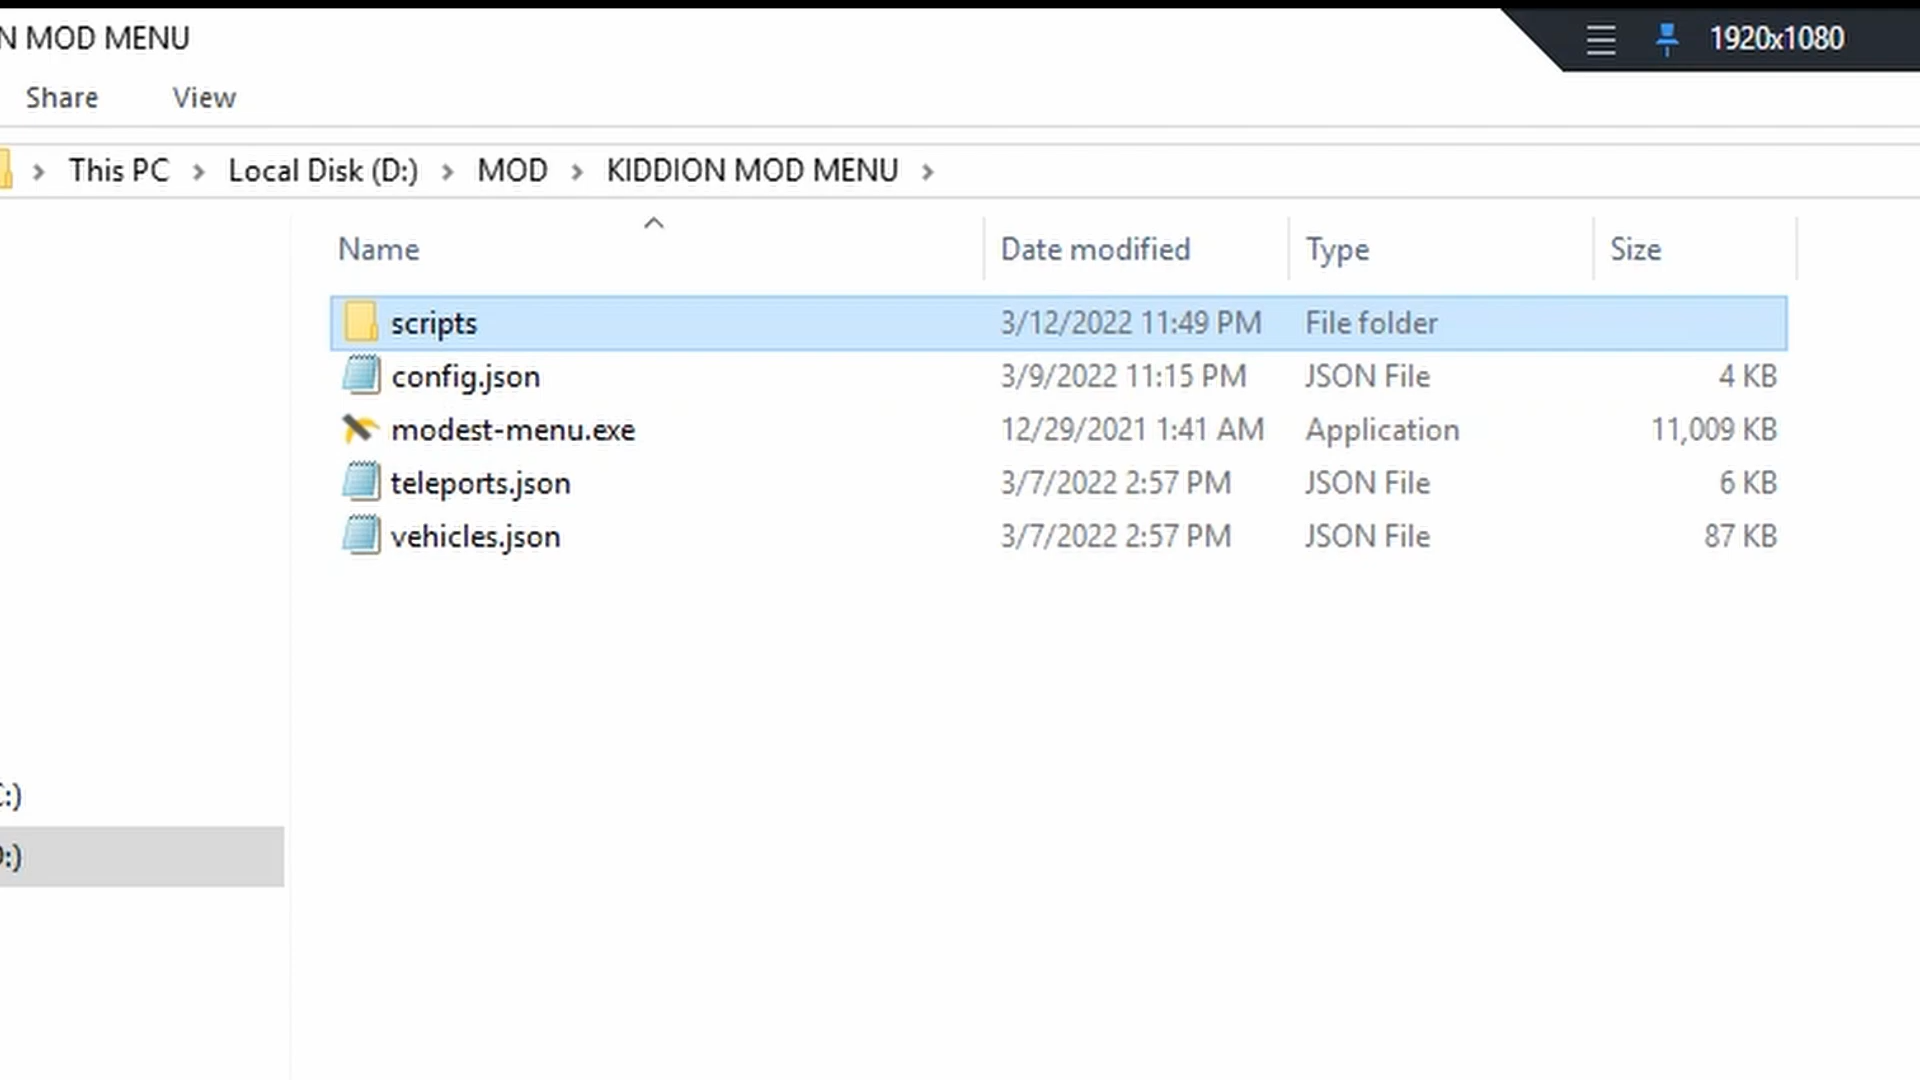 N MOD MENU
1920x1080
Share View
This PC > Local Disk (D:) > MOD > KIDDION MOD MENU >
Name Date modified Type Size
scripts 3/12/2022 11:49 PM File folder
config.json 3/9/2022 11:15 PM JSON File 4 KB
modest-menu.exe 12/29/2021 1:41 AM Application 11,009 KB
teleports.json 3/7/2022 2:57 PM JSON File 6 KB
vehicles.json 3/7/2022 2:57 PM JSON File 87 KB
:)
:)